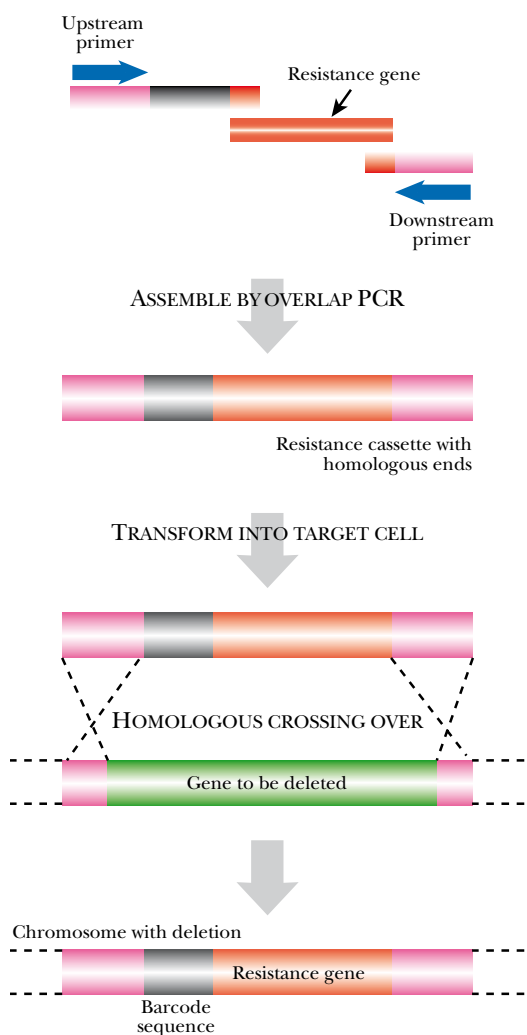 Upstream
primer
Resistance gene
Downstream
primer
ASSEMBLE BY OVERLAP PCR
Resistance cassette with
homologous ends
TRANSFORM INTO TARGET CELL
HOMOLOGOUS CROSSING OVER
Gene to be deleted
Chromosome with deletion
Resistance gene
Barcode
sequence